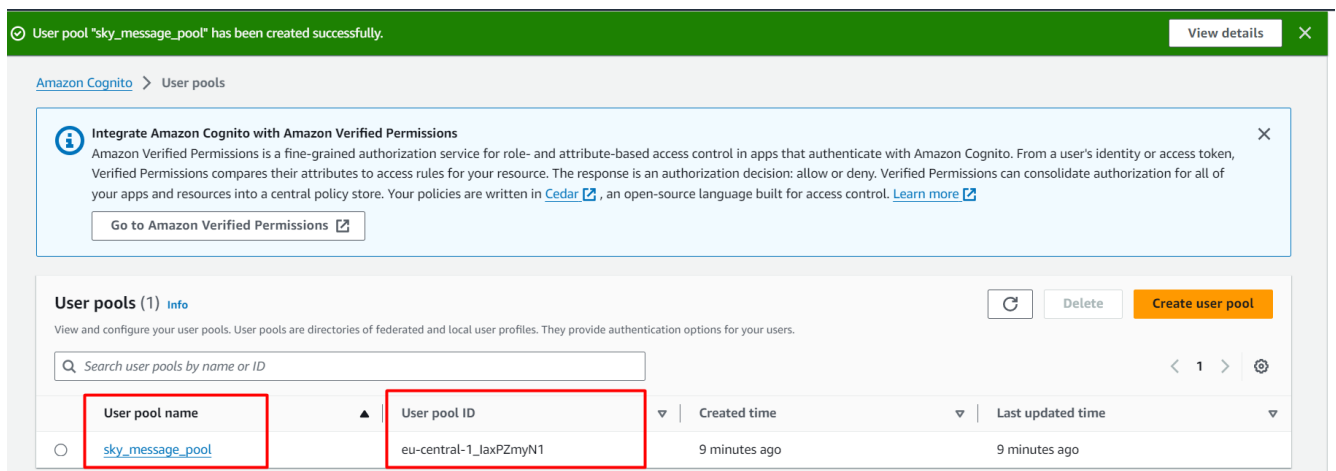 User pool "sky_message_pool" has been created successfully.
View details
Amazon Cognito > User pools
Integrate Amazon Cognito with Amazon Verified Permissions
Amazon Verified Permissions is a fine-grained authorization service for role- and attribute-based access control in apps that authenticate with Amazon Cognito. From a user's identity or access token,
Verified Permissions compares their attributes to access rules for your resource. The response is an authorization decision: allow or deny. Verified Permissions can consolidate authorization for all of
your apps and resources into a central policy store. Your policies are written in Cedar , an open-source language built for access control. Learn more
Go to Amazon Verified Permissions
User pools (1) Info
Delete
Create user pool
View and configure your user pools. User pools are directories of federated and local user profiles. They provide authentication options for your users.
Search user pools by name or ID
1
User pool name User pool ID Created time Last updated time
sky_message_pool eu-central-1_IaxPZmyN1 9 minutes ago 9 minutes ago